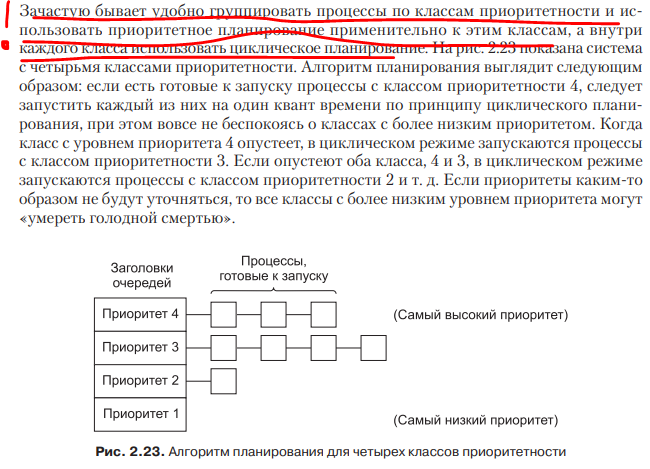 Зачастую бывает удобно группировать процессы по классам приоритетности и ис-
пользовать приоритетное планирование применительно к этим классам, а внутри
каждого класса использовать циклическое планирование. На рис. 2.23 показана система
с четырьмя классами приоритетности. Алгоритм планирования выглядит следующим
образом: если есть готовые к запуску процессы с классом приоритетности 4, следует
запустить каждый из них на один квант времени по принципу циклического плани-
рования, при этом вовсе не беспокоясь о классах с более низким приоритетом. Когда
класс с уровнем приоритета 4 опустеет, в циклическом режиме запускаются процессы
с классом приоритетности 3. Если опустеют оба класса, 4 и 3, в циклическом режиме
запускаются процессы с классом приоритетности 2 и т. д. Если приоритеты каким-то
образом не будут уточняться, то все классы с более низким уровнем приоритета могут
«умереть голодной смертью».
Заголовки
очередей
Процессы,
готовые к запуску
Приоритет 4
(Самый высокий приоритет)
Приоритет 3
Приоритет 2
Приоритет 1
(Самый низкий приоритет)
Рис. 2.23. Алгоритм планирования для четырех классов приоритетности